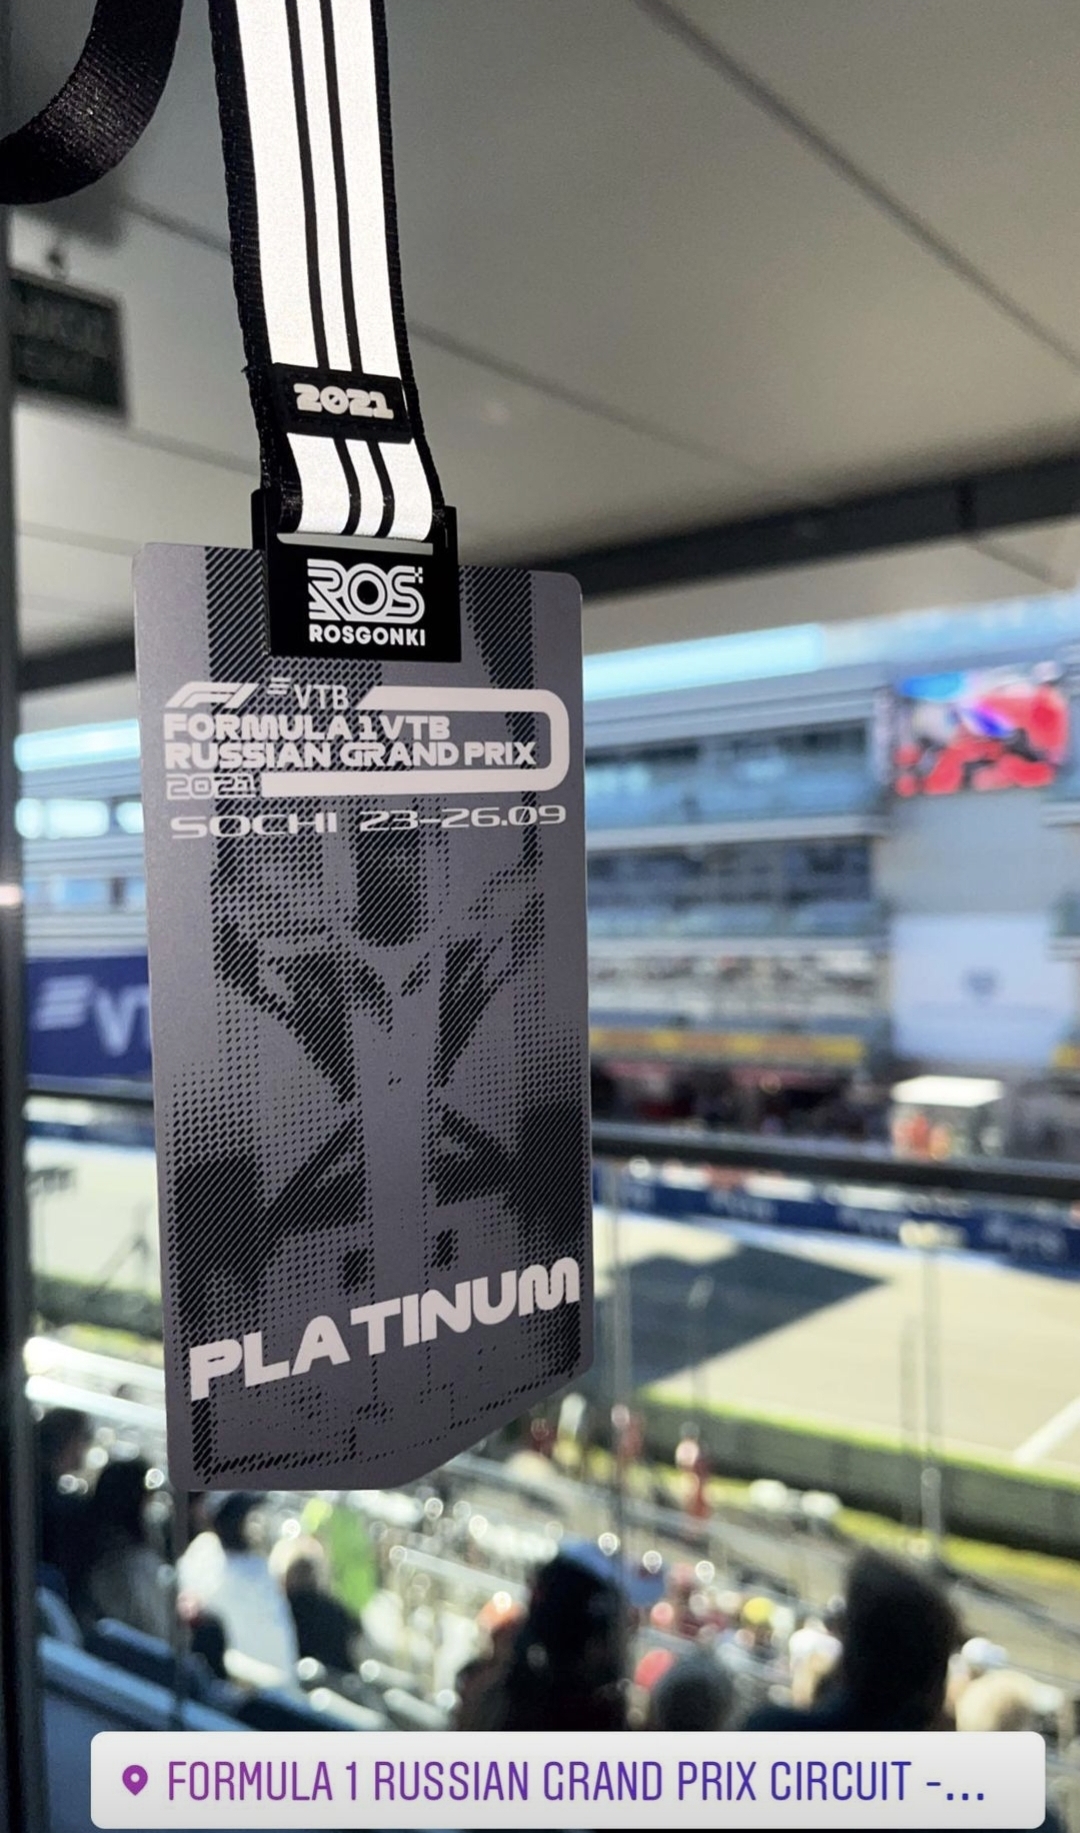 2021
ROS
ROSGONKI
F1 VTB
FORMULA 1 VTB
RUSSIAN GRAND PRIX
2021
SOCHI 23-26.09
PLATINUM
FORMULA 1 RUSSIAN GRAND PRIX CIRCUIT -...